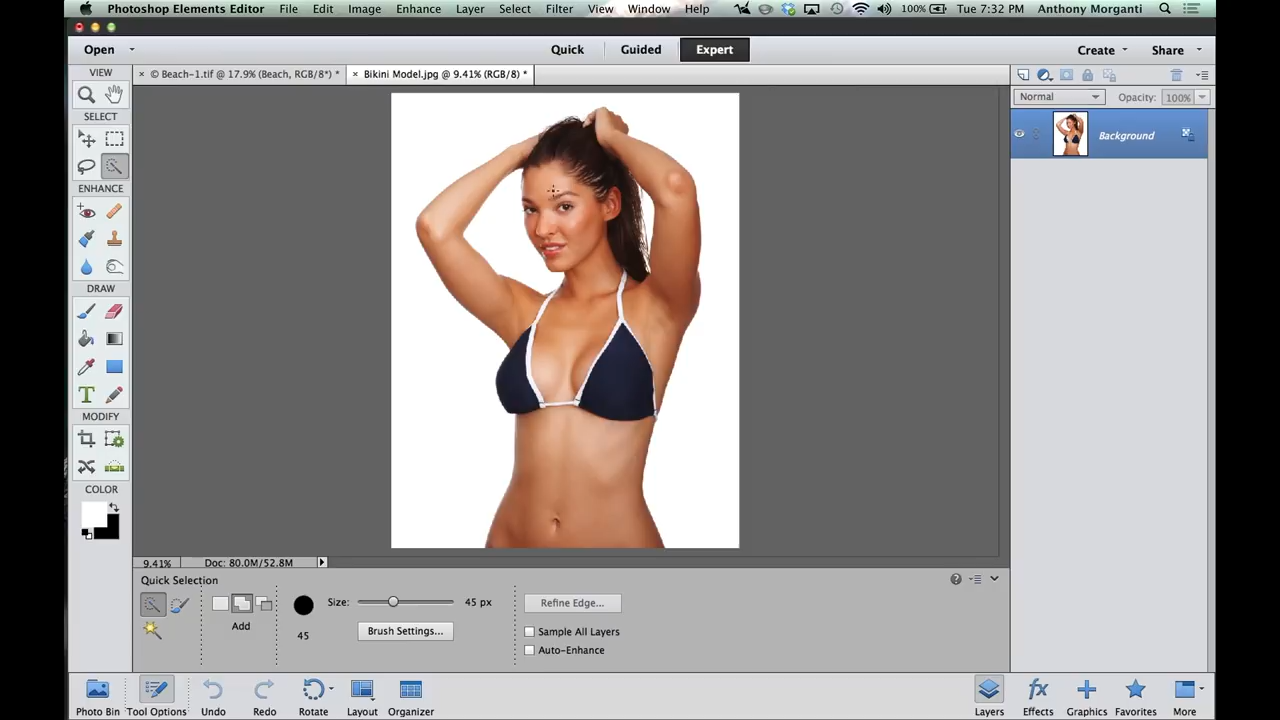 Photoshop Elements Editor File Edit Image Enhance Layer Select Filter View Window Help 100% Tue 7:32 PM Anthony Morganti
Open Quick Guided Expert Create Share
VIEW × © Beach-1.tif @ 17.9% (Beach, RGB/8*) * × Bikini Model.jpg @ 9.41% (RGB/8) *
Normal Opacity: 100%
SELECT
Background
ENHANCE
DRAW
T
MODIFY
COLOR
9.41% Doc: 80.0M/52.8M
Quick Selection
Size: 45 px Refine Edge...
Add 45 Brush Settings... Sample All Layers
Auto-Enhance
Photo Bin Tool Options Undo Redo Rotate Layout Organizer Layers fx Effects Graphics Favorites More